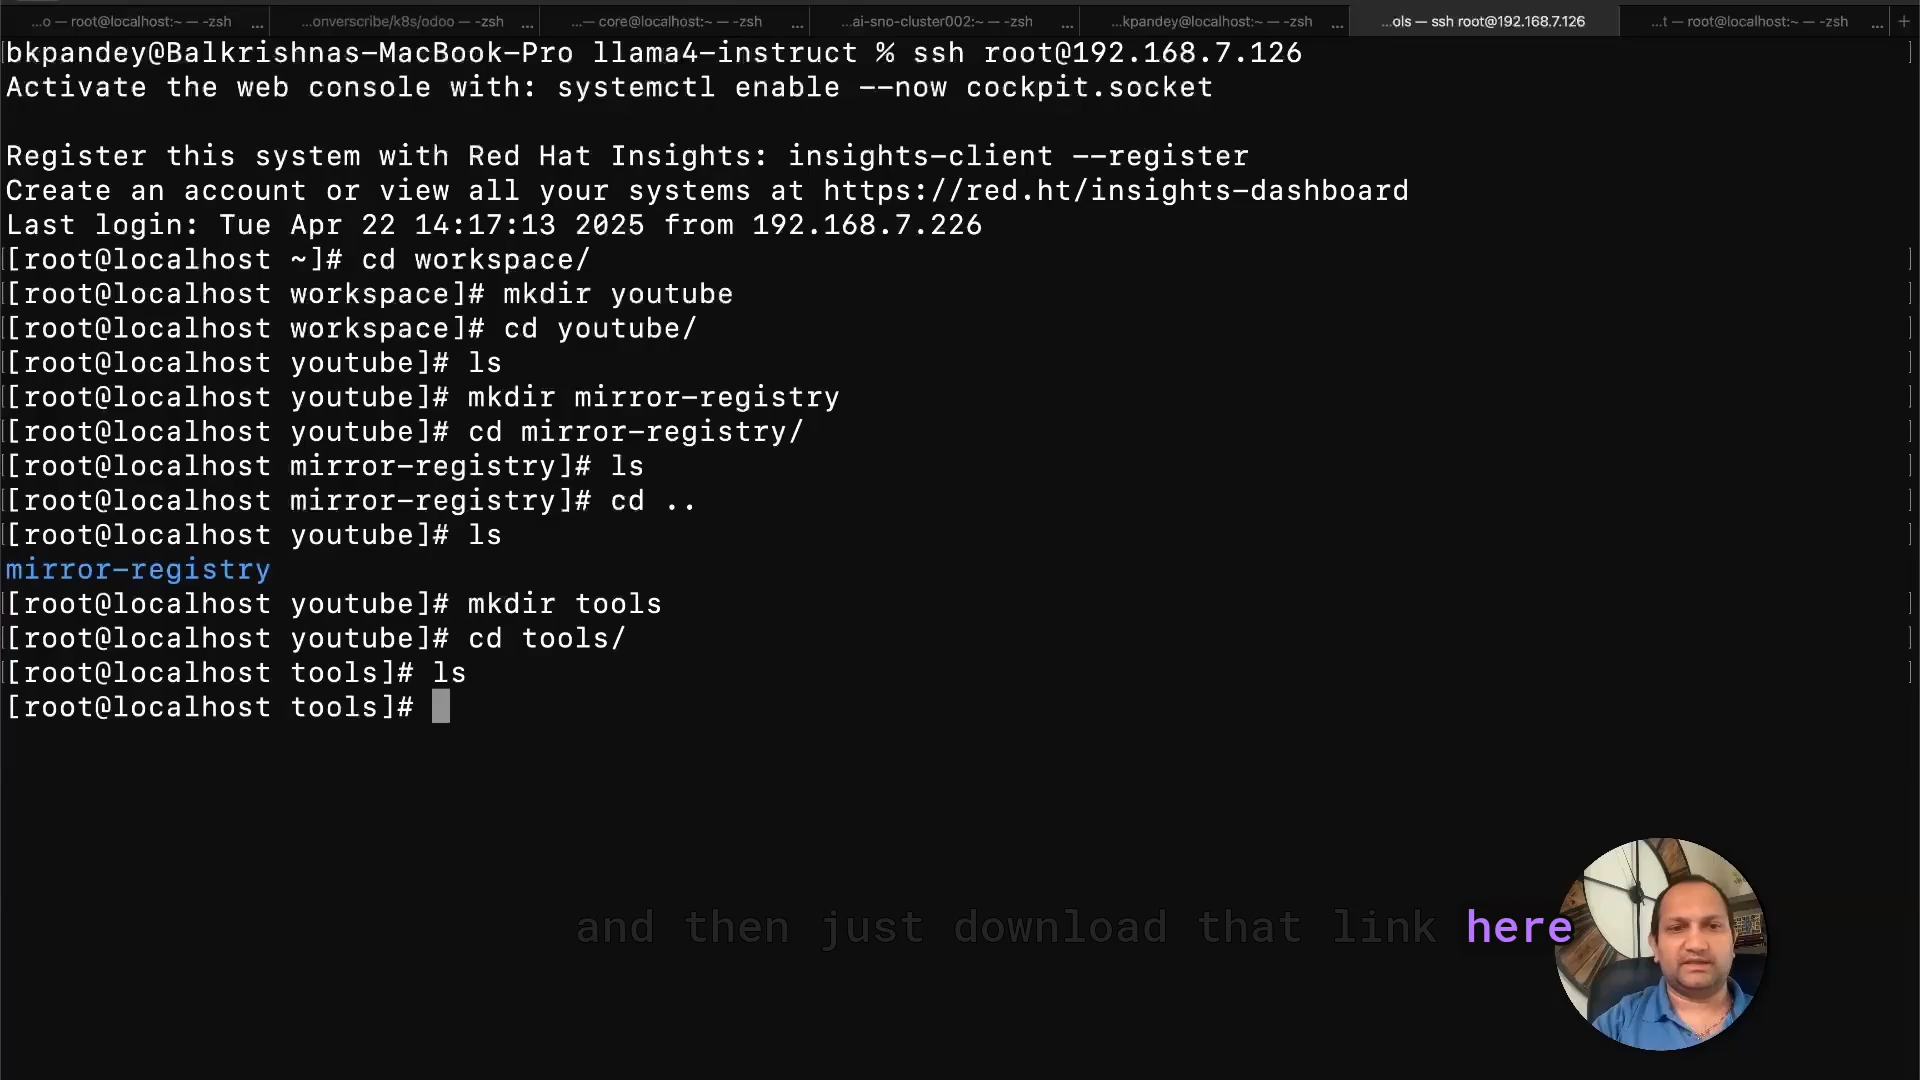 ...o — root@localhost:~ — -zsh ...
...onverscribe/k8s/odoo — -zsh ...
...— core@localhost:~ — -zsh ...
...ai-sno-cluster002:~ — -zsh ...
...kpandey@localhost:~ — -zsh ...
...ols — ssh root@192.168.7.126
...t — root@localhost:~ — -zsh ... +
bkpandey@Balkrishnas-MacBook-Pro llama4-instruct % ssh root@192.168.7.126
Activate the web console with: systemctl enable --now cockpit.socket
Register this system with Red Hat Insights: insights-client --register
Create an account or view all your systems at https://red.ht/insights-dashboard
Last login: Tue Apr 22 14:17:13 2025 from 192.168.7.226
[root@localhost ~]# cd workspace/
[root@localhost workspace]# mkdir youtube
[root@localhost workspace]# cd youtube/
[root@localhost youtube]# ls
[root@localhost youtube]# mkdir mirror-registry
[root@localhost youtube]# cd mirror-registry/
[root@localhost mirror-registry]# ls
[root@localhost mirror-registry]# cd ..
[root@localhost youtube]# ls
mirror-registry
[root@localhost youtube]# mkdir tools
[root@localhost youtube]# cd tools/
[root@localhost tools]# ls
[root@localhost tools]#
and then just download that link here